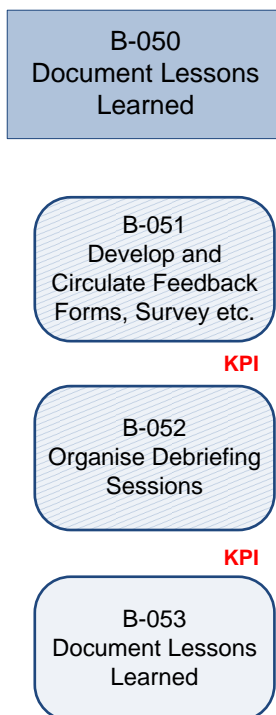 B-050
Document Lessons
Learned
B-051
Develop and
Circulate Feedback
Forms, Survey etc.
KPI
B-052
Organise Debriefing
Sessions
KPI
B-053
Document Lessons
Learned